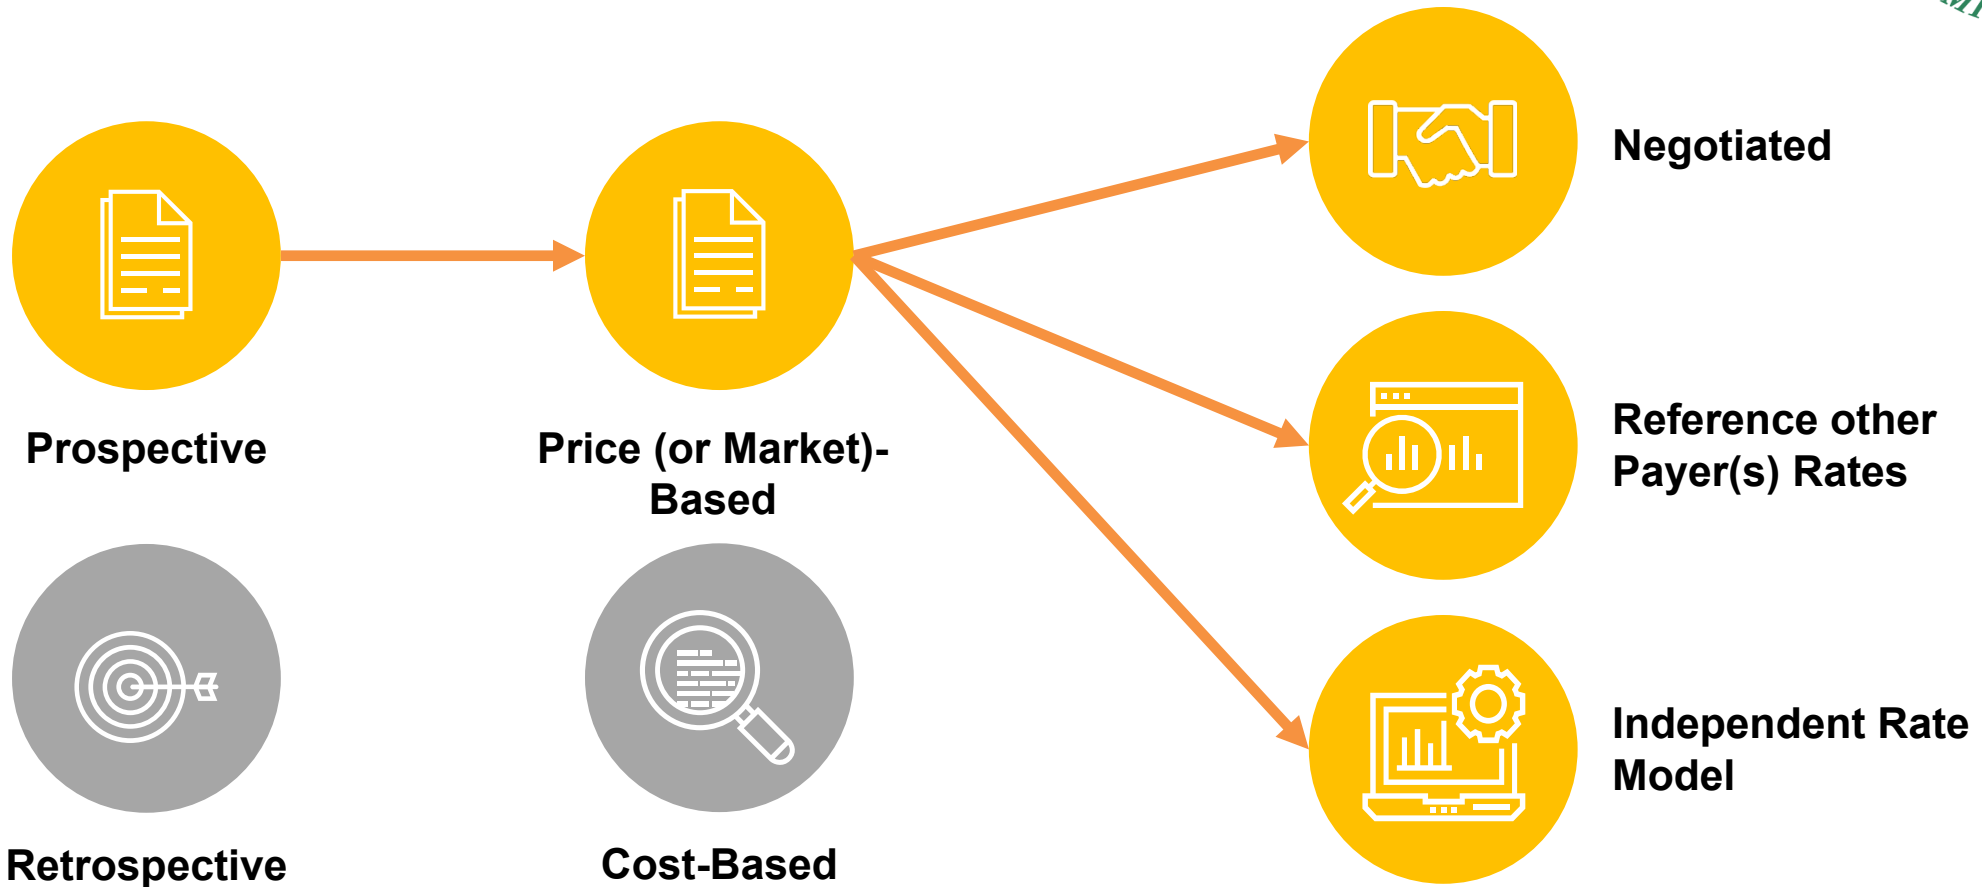 Negotiated
Prospective
Price (or Market)-
Based
Reference other
Payer(s) Rates
Retrospective
Cost-Based
Independent Rate
Model